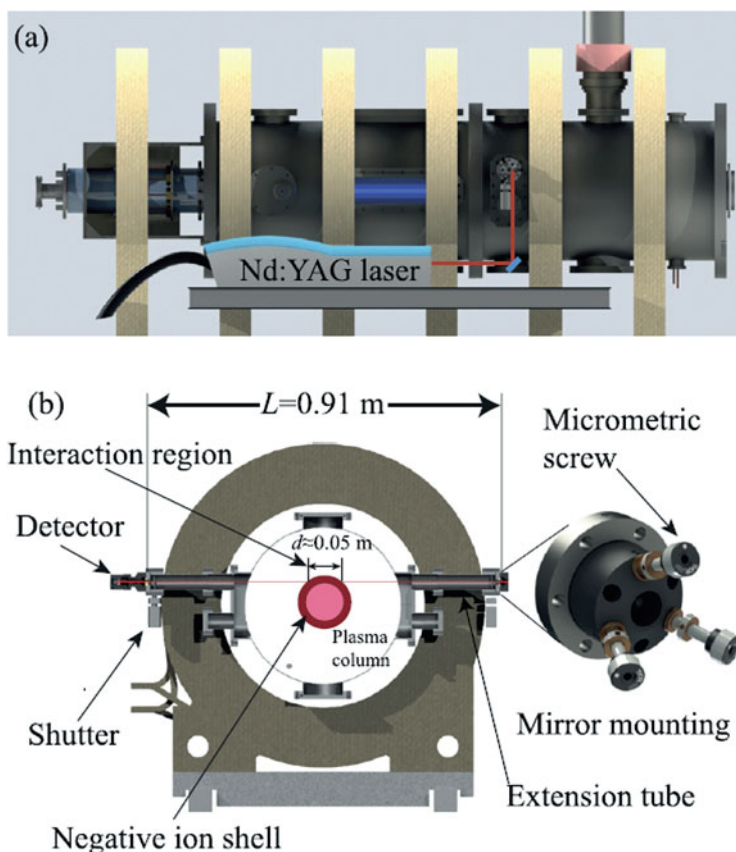 (a)
Nd:YAG laser
(b)
L=0.91 m
Interaction region
Micrometric
screw
Detector
d≈0.05 m
Plasma
column
Shutter
Mirror mounting
Extension tube
Negative ion shell